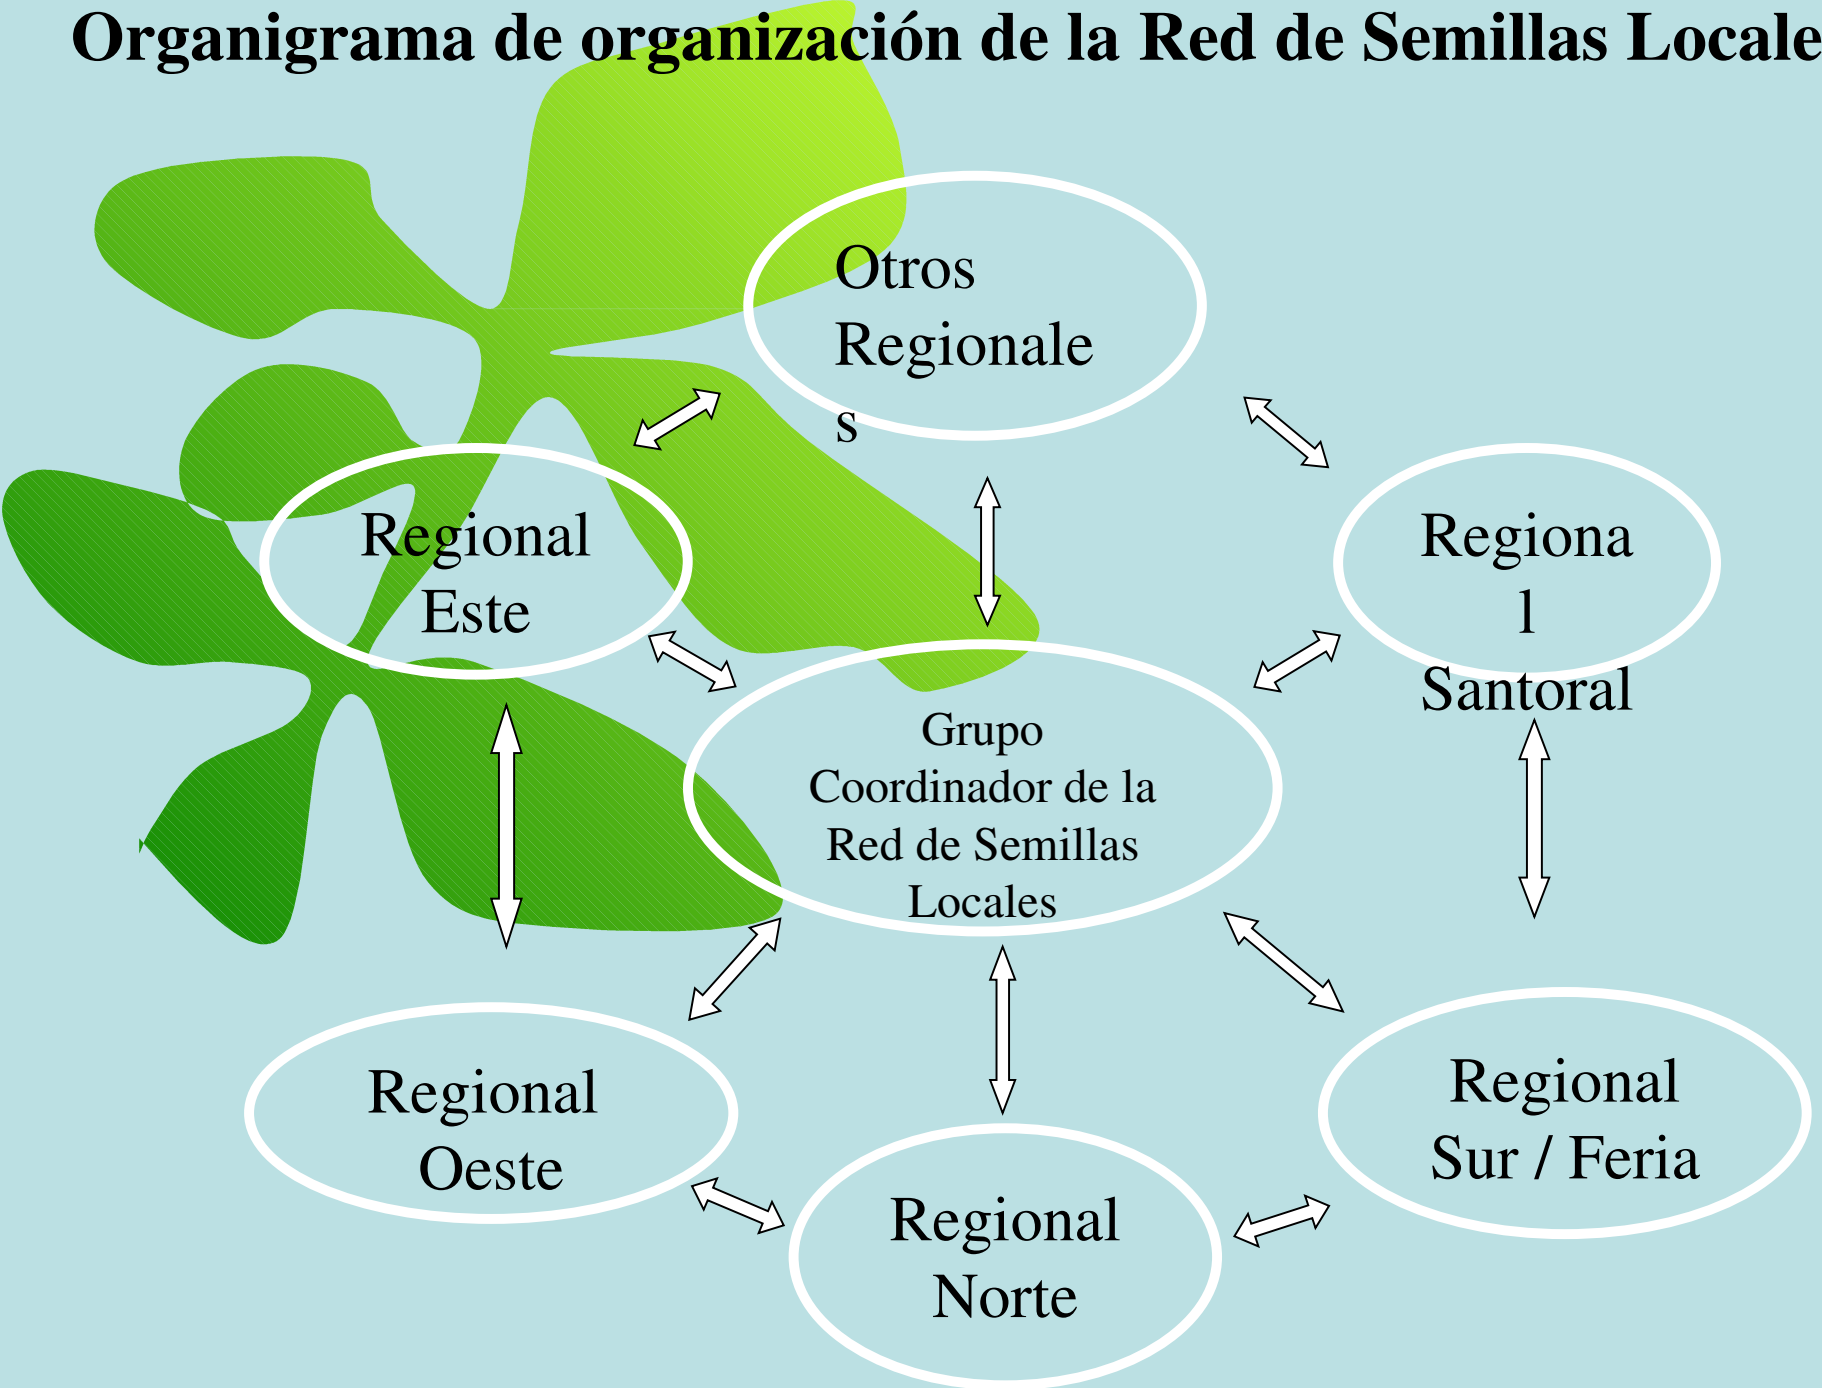 Organigrama de organización de la Red de Semillas Locale
Otros
Regionale
s
Regional
Este
Regiona
l
Santoral
Grupo
Coordinador de la
Red de Semillas
Locales
Regional
Oeste
Regional
Sur / Feria
Regional
Norte